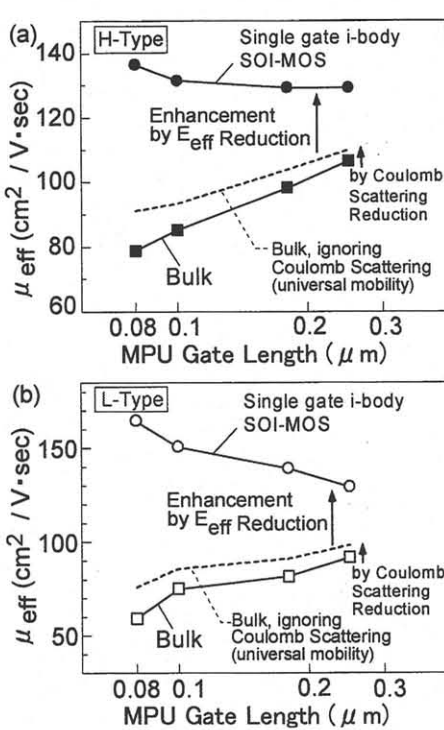 (a)
H-Type
Single gate i-body
SOI-MOS
140
120
100
80
60
μeff (cm2 / V・sec)
Enhancement
by Eeff Reduction
by Coulomb
Scattering
Reduction
Bulk
Bulk, ignoring
Coulomb Scattering
(universal mobility)
0.08 0.1 0.2 0.3
MPU Gate Length (μm)
(b)
L-Type
Single gate i-body
SOI-MOS
150
100
50
μeff (cm2 / V・sec)
Enhancement
by Eeff Reduction
by Coulomb
Scattering
Reduction
Bulk
Bulk, ignoring
Coulomb Scattering
(universal mobility)
0.08 0.1 0.2 0.3
MPU Gate Length (μm)